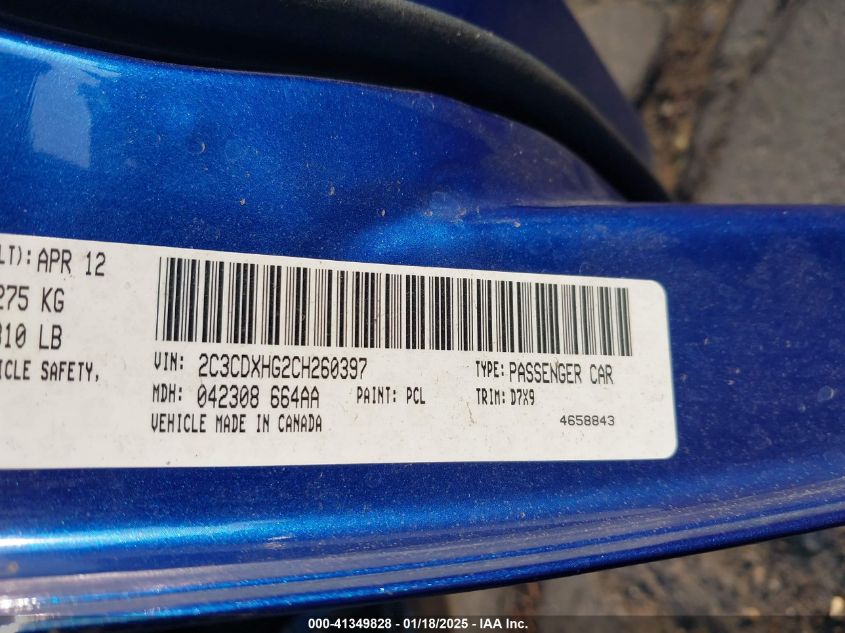 LT): APR 12
275 KG
310 LB
ICLE SAFETY,
VIN: 2C3CDXHG2CH260397
TYPE: PASSENGER CAR
MDH: 042308 664AA PAINT: PCL TRIM: D7X9
VEHICLE MADE IN CANADA
4658843
000-41349828 - 01/18/2025 - IAA Inc.